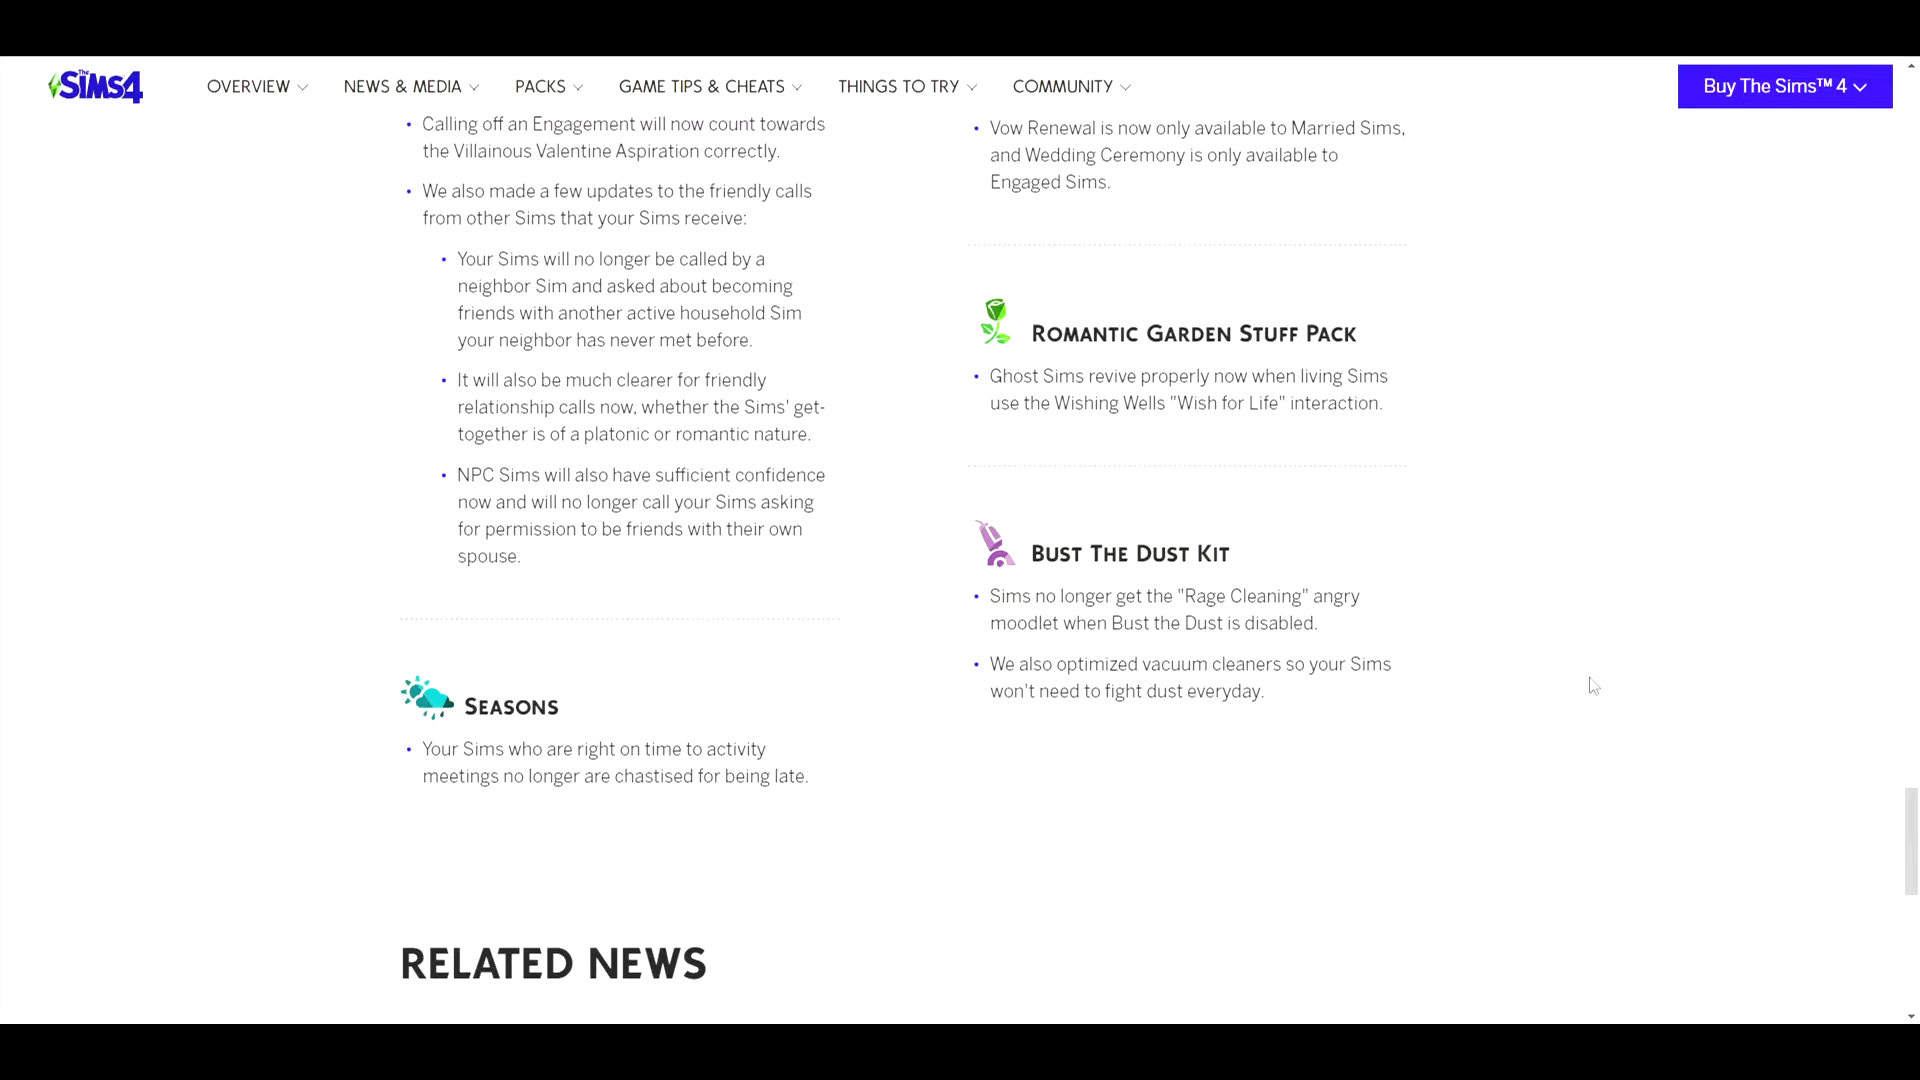 The SiMS4
OVERVIEW
NEWS & MEDIA
PACKS
GAME TIPS & CHEATS
THINGS TO TRY
COMMUNITY
Buy The Sims™ 4
Calling off an Engagement will now count towards
the Villainous Valentine Aspiration correctly.
We also made a few updates to the friendly calls
from other Sims that your Sims receive:
Your Sims will no longer be called by a
neighbor Sim and asked about becoming
friends with another active household Sim
your neighbor has never met before.
It will also be much clearer for friendly
relationship calls now, whether the Sims' get-
together is of a platonic or romantic nature.
NPC Sims will also have sufficient confidence
now and will no longer call your Sims asking
for permission to be friends with their own
spouse.
SEASONS
Your Sims who are right on time to activity
meetings no longer are chastised for being late.
Vow Renewal is now only available to Married Sims,
and Wedding Ceremony is only available to
Engaged Sims.
ROMANTIC GARDEN STUFF PACK
Ghost Sims revive properly now when living Sims
use the Wishing Wells "Wish for Life" interaction.
BUST THE DUST KIT
Sims no longer get the "Rage Cleaning" angry
moodlet when Bust the Dust is disabled.
We also optimized vacuum cleaners so your Sims
won't need to fight dust everyday.
RELATED NEWS